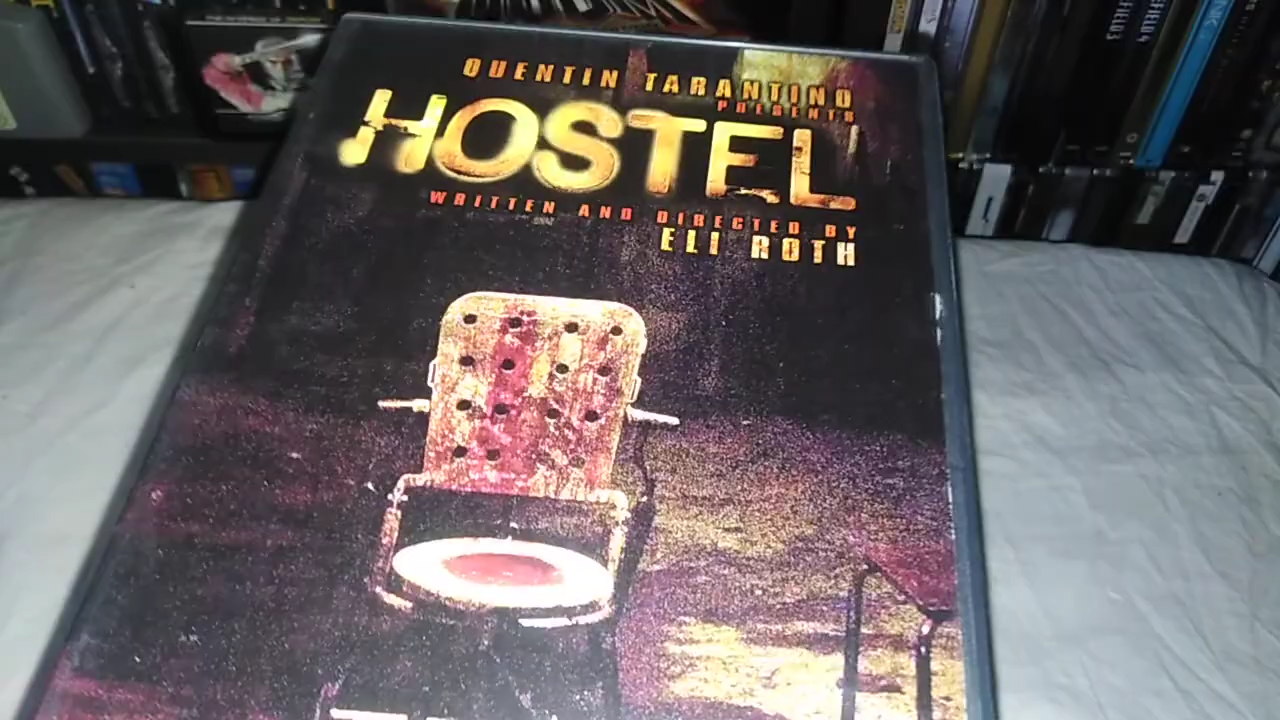 QUENTIN TARANTINO
PRESENTS
HOSTEL
WRITTEN AND DIRECTED BY
ELI ROTH